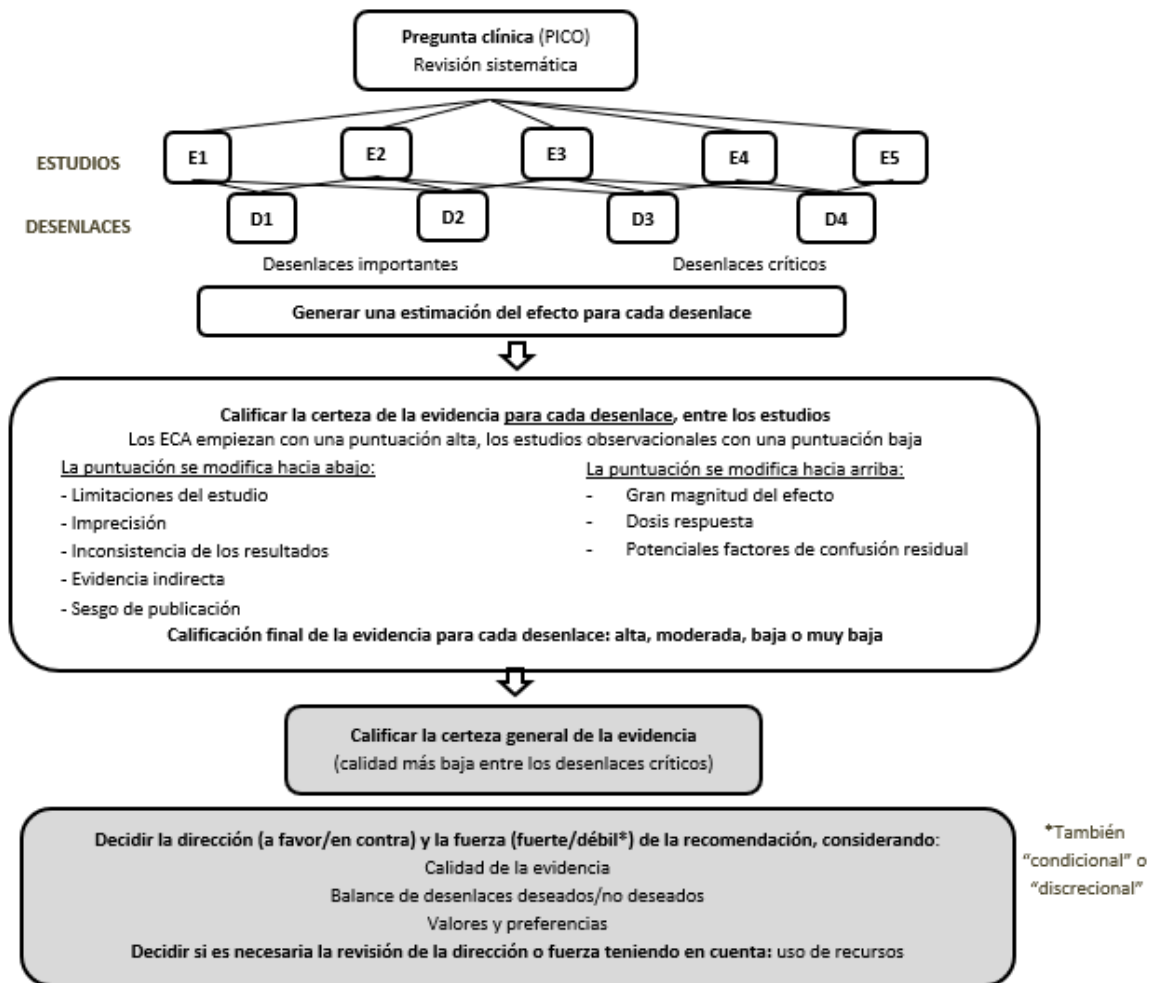 Pregunta clínica (PICO)
Revisión sistemática
ESTUDIOS
E1
E2
E3
E4
E5
DESENLACES
D1
D2
D3
D4
Desenlaces importantes
Desenlaces críticos
Generar una estimación del efecto para cada desenlace
Calificar la certeza de la evidencia para cada desenlace, entre los estudios
Los ECA empiezan con una puntuación alta, los estudios observacionales con una puntuación baja
La puntuación se modifica hacia abajo:
- Limitaciones del estudio
- Imprecisión
- Inconsistencia de los resultados
- Evidencia indirecta
- Sesgo de publicación
La puntuación se modifica hacia arriba:
- Gran magnitud del efecto
- Dosis respuesta
- Potenciales factores de confusión residual
Calificación final de la evidencia para cada desenlace: alta, moderada, baja o muy baja
Calificar la certeza general de la evidencia
(calidad más baja entre los desenlaces críticos)
Decidir la dirección (a favor/en contra) y la fuerza (fuerte/débil*) de la recomendación, considerando:
Calidad de la evidencia
Balance de desenlaces deseados/no deseados
Valores y preferencias
Decidir si es necesaria la revisión de la dirección o fuerza teniendo en cuenta: uso de recursos
*También
“condicional” o
“discrecional”